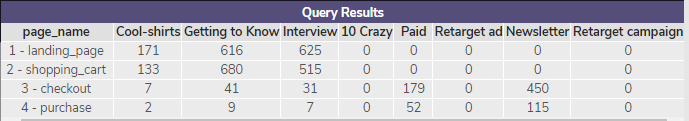 Query Results
page_name Cool-shirts Getting to Know Interview 10 Crazy Paid Retarget ad Newsletter Retarget campaign
1 - landing_page 171 616 625 0 0 0 0 0
2 - shopping_cart 133 680 515 0 0 0 0 0
3 - checkout 7 41 31 0 179 0 450 0
4 - purchase 2 9 7 0 52 0 115 0